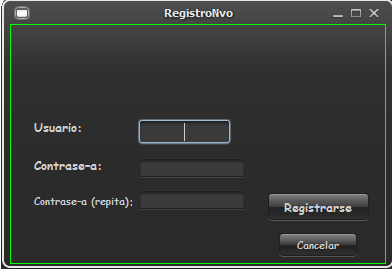 RegistroNvo
Usuario:
Contrase-a:
Contrase-a (repita):
Registrarse
Cancelar